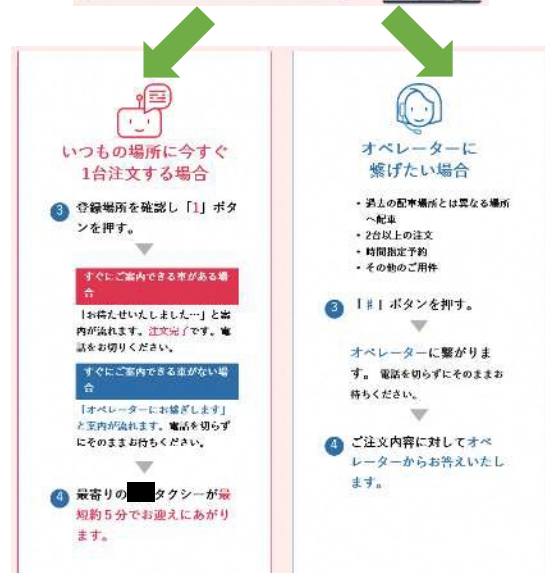 いつもの場所に今すぐ
1台注文する場合
3 登録場所を確認し「1」ボタ
ンを押す。
すぐにご案内できる車がある場
合
「お待たせいたしました…」と案
内が流れます。注文完了です。電
話をお切りください。
すぐにご案内できる車がない場
合
「オペレーターにお繋ぎします」
と案内が流れます。電話を切らず
にそのままお待ちください。
4 最寄りの タクシーが最
短約５分でお迎えにあがり
ます。
オペレーターに
繋げたい場合
・過去の配車場所とは異なる場所
へ配車
・2台以上の注文
・時間指定予約
・その他のご用件
3 「#」ボタンを押す。
オペレーターに繋がりま
す。 電話を切らずにそのままお
待ちください。
4 ご注文内容に対してオペ
レーターからお答えいたし
ます。